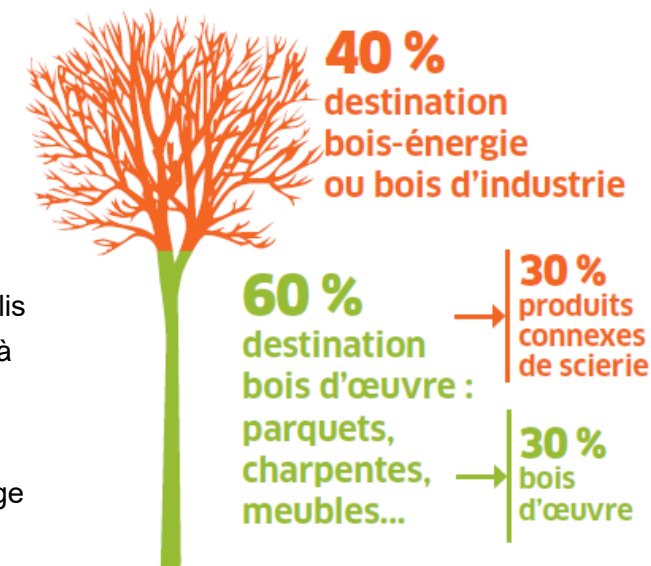 40 %
destination
bois-énergie
ou bois d'industrie
lis
à
ge
60 %
destination
bois d'œuvre :
parquets,
charpentes,
meubles...
30 %
produits
connexes
de scierie
30 %
bois
d'œuvre